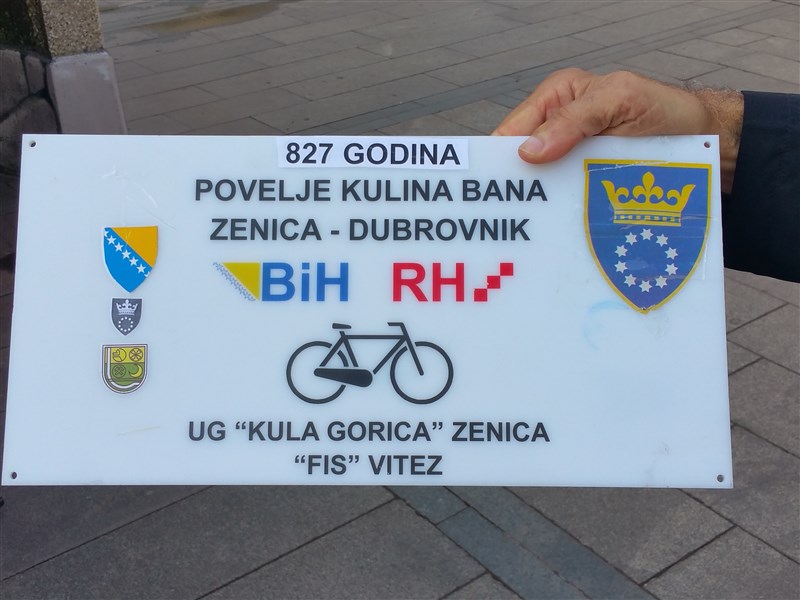 827 GODINA
POVELJE KULINA BANA
ZENICA - DUBROVNIK
BiH RH
UG “KULA GORICA” ZENICA
“FIS” VITEZ